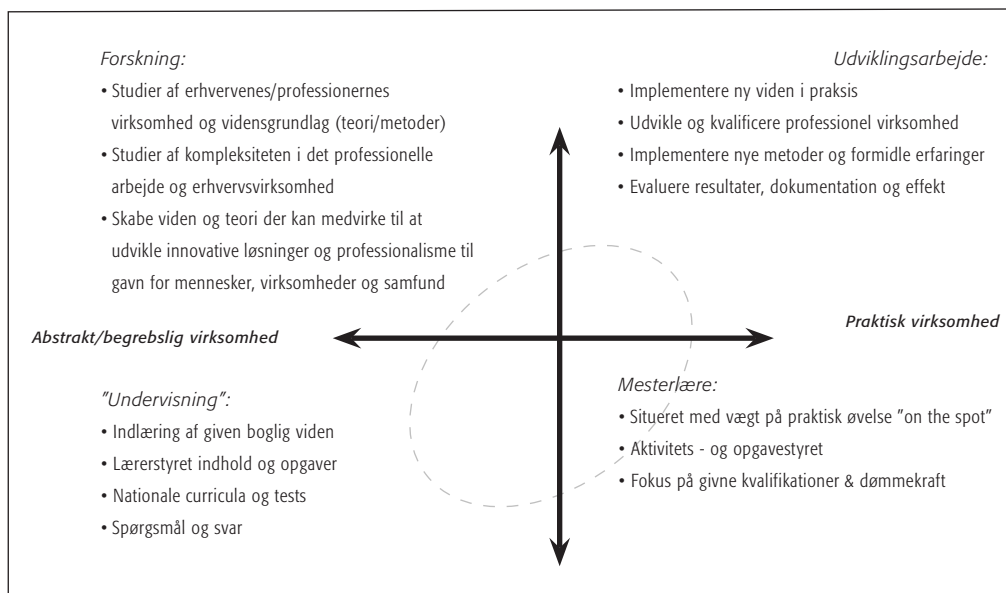 Forskning:
• Studier af erhvervenes/professionernes
virksomhed og vidensgrundlag (teori/metoder)
• Studier af kompleksiteten i det professionelle
arbejde og erhvervsvirksomhed
• Skabe viden og teori der kan medvirke til at
udvikle innovative løsninger og professionalisme til
gavn for mennesker, virksomheder og samfund
Udviklingsarbejde:
• Implementere ny viden i praksis
• Udvikle og kvalificere professionel virksomhed
• Implementere nye metoder og formidle erfaringer
• Evaluere resultater, dokumentation og effekt
Abstrakt/begrebslig virksomhed
Praktisk virksomhed
”Undervisning”:
• Indlæring af given boglig viden
• Lærerstyret indhold og opgaver
• Nationale curricula og tests
• Spørgsmål og svar
Mesterlære:
• Situeret med vægt på praktisk øvelse ”on the spot”
• Aktivitets - og opgavestyret
• Fokus på givne kvalifikationer & dømmekraft